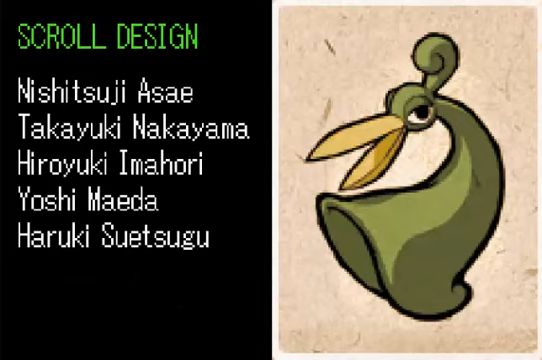 SCROLL DESIGN
Nishitsuji Asae
Takayuki Nakayama
Hiroyuki Imahori
Yoshi Maeda
Haruki Suetsugu